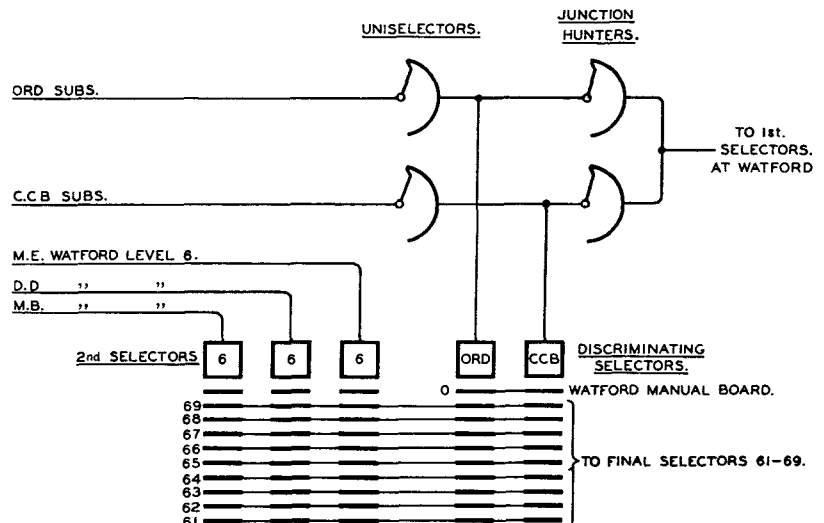 JUNCTION
HUNTERS.
UNISELECTORS.
ORD SUBS.
TO 1st.
SELECTORS.
AT WATFORD
C.C.B SUBS.
M.E. WATFORD LEVEL 6.
D.D " "
M.B. " "
2nd SELECTORS
6
6
6
ORD
CCB
DISCRIMINATING
SELECTORS.
0
WATFORD MANUAL BOARD.
69
68
67
66
65
TO FINAL SELECTORS 61-69.
64
63
62
61